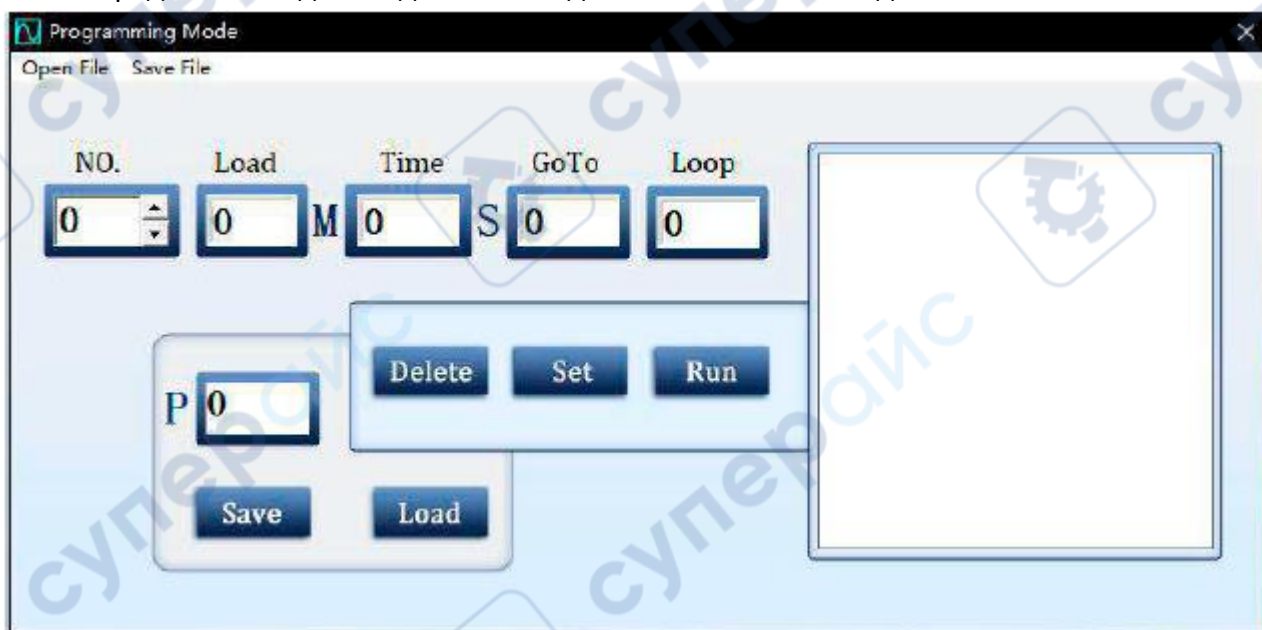 Programming Mode
Open File Save File
NO. Load Time GoTo Loop
0 0 M 0 S 0 0
Delete Set Run
P 0
Save Load
суперайс